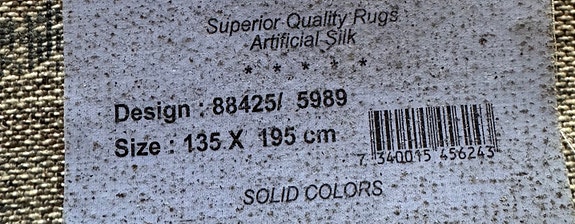 Superior Quality Rugs
Artificial Silk
* * * * *
Design : 88425/ 5989
Size : 135 X 195 cm
7 340015 456243
SOLID COLORS